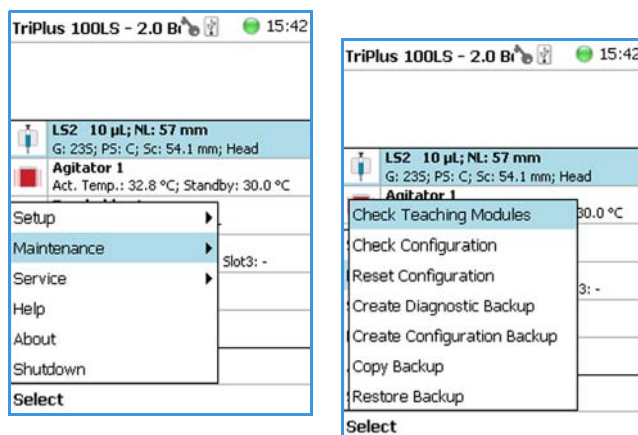 TriPlus 100LS - 2.0 B 15:42
LS2 10 µL; NL: 57 mm
G: 23S; PS: C; Sc: 54.1 mm; Head
Agitator 1
Act. Temp.: 32.8 °C; Standby: 30.0 °C
Setup
Maintenance
Slot3: -
Service
Help
About
Shutdown
Select
TriPlus 100LS - 2.0 B 15:42
LS2 10 µL; NL: 57 mm
G: 23S; PS: C; Sc: 54.1 mm; Head
Agitator 1
Check Teaching Modules 30.0 °C
Check Configuration
Reset Configuration
3: -
Create Diagnostic Backup
Create Configuration Backup
Copy Backup
Restore Backup
Select